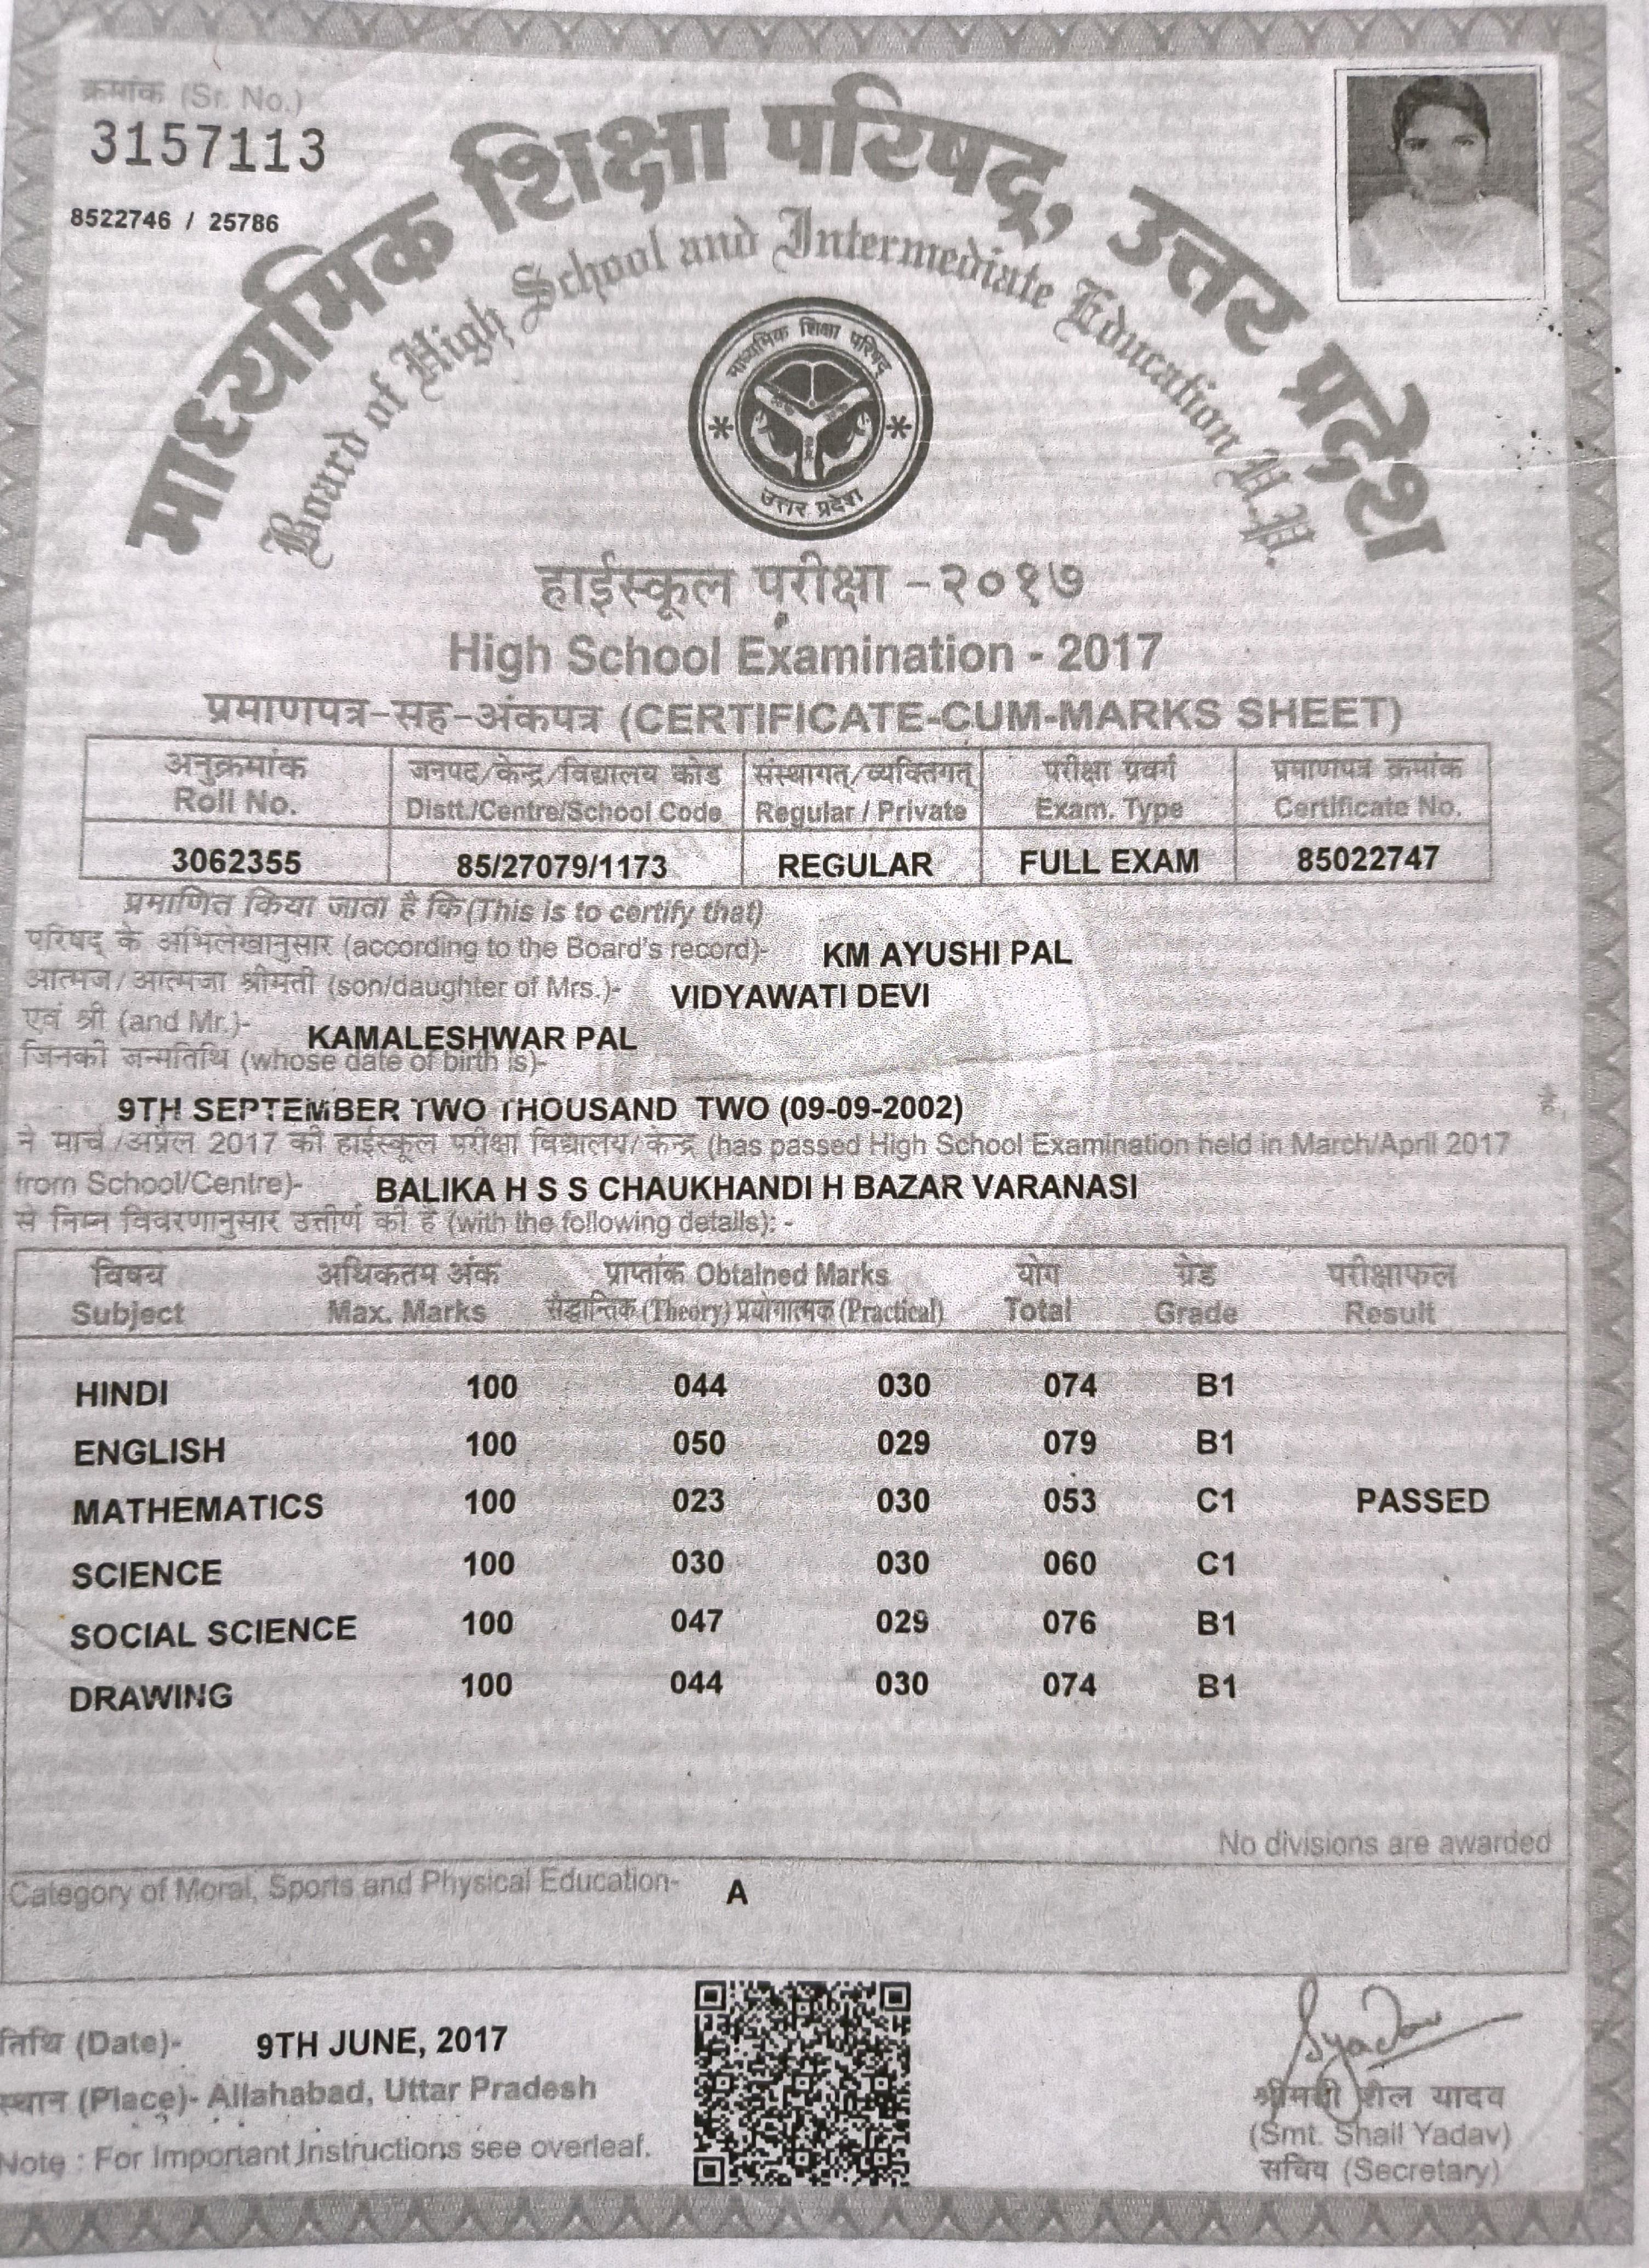 क्रमांक (Sr. No.)
3157113
8522746 / 25786
माध्यमिक शिक्षा परिषद्, उत्तर प्रदेश
Board of High School and Intermediate Education U.P.
माध्यमिक शिक्षा परिषद्
उत्तर प्रदेश
हाईस्कूल परीक्षा -२०१७
High School Examination - 2017
प्रमाणपत्र-सह-अंकपत्र (CERTIFICATE-CUM-MARKS SHEET)
अनुक्रमांक जनपद/केन्द्र/विद्यालय कोड संस्थागत्/व्यक्तिगत् परीक्षा प्रवर्ग प्रमाणपत्र क्रमांक
Roll No. Distt./Centre/School Code Regular / Private Exam. Type Certificate No.
3062355 85/27079/1173 REGULAR FULL EXAM 85022747
प्रमाणित किया जाता है कि(This is to certify that)
परिषद् के अभिलेखानुसार (according to the Board's record)- KM AYUSHI PAL
आत्मज/आत्मजा श्रीमती (son/daughter of Mrs.)- VIDYAWATI DEVI
एवं श्री (and Mr.)- KAMALESHWAR PAL
जिनकी जन्मतिथि (whose date of birth is)-
9TH SEPTEMBER TWO THOUSAND TWO (09-09-2002) है,
ने मार्च/अप्रैल 2017 की हाईस्कूल परीक्षा विद्यालय/केन्द्र (has passed High School Examination held in March/April 2017
from School/Centre)- BALIKA H S S CHAUKHANDI H BAZAR VARANASI
से निम्न विवरणानुसार उत्तीर्ण की है (with the following details): -
विषय अधिकतम अंक प्राप्तांक Obtained Marks योग ग्रेड परीक्षाफल
Subject Max. Marks सैद्धान्तिक (Theory) प्रयोगात्मक (Practical) Total Grade Result
HINDI 100 044 030 074 B1
ENGLISH 100 050 029 079 B1
MATHEMATICS 100 023 030 053 C1 PASSED
SCIENCE 100 030 030 060 C1
SOCIAL SCIENCE 100 047 029 076 B1
DRAWING 100 044 030 074 B1
No divisions are awarded
Category of Moral, Sports and Physical Education- A
तिथि (Date)- 9TH JUNE, 2017
स्थान (Place)- Allahabad, Uttar Pradesh
Note : For Important Instructions see overleaf.
Syadav
श्रीमती शैल यादव
(Smt. Shail Yadav)
सचिव (Secretary)